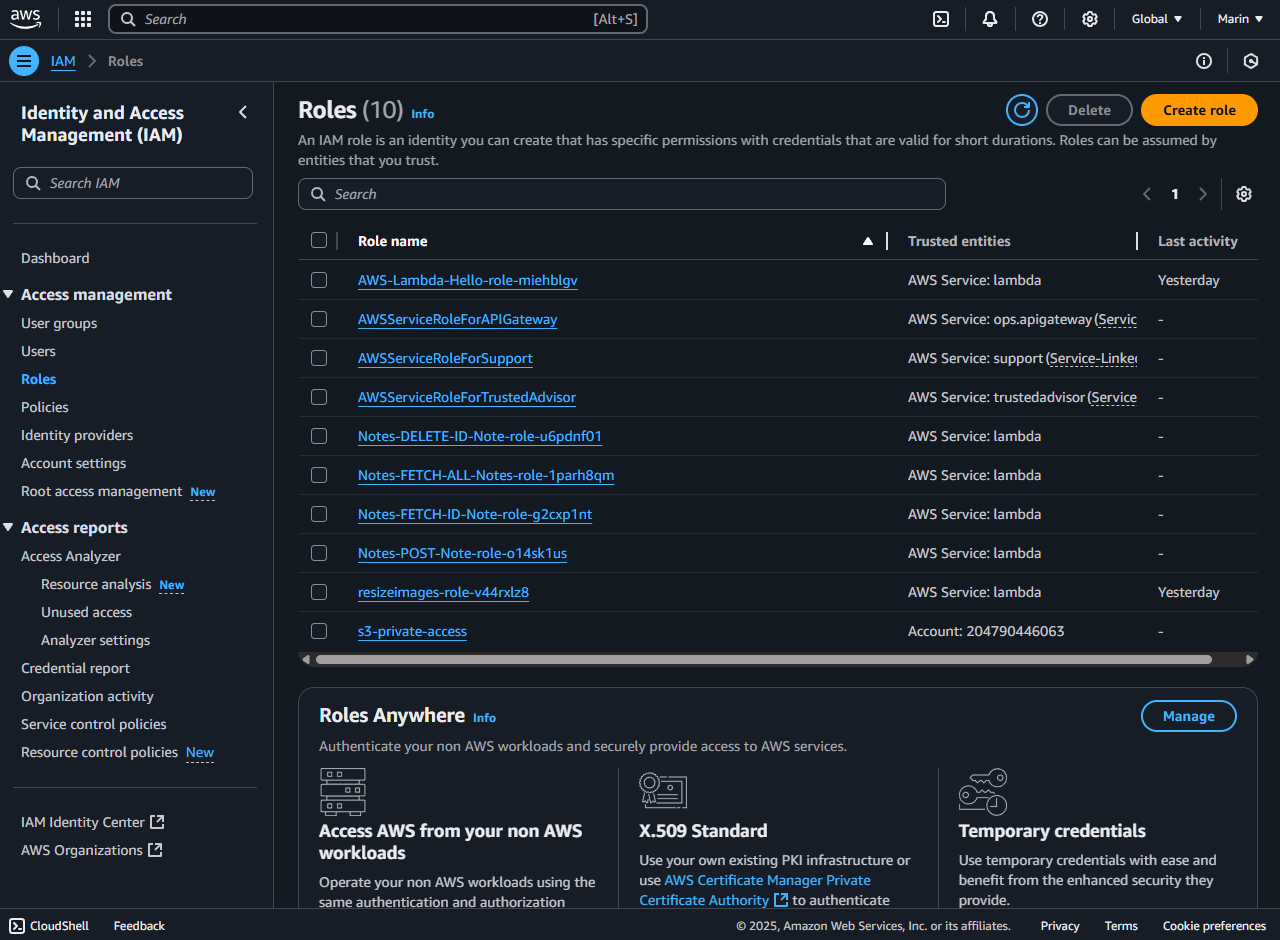 aws
Search [Alt+S]
Global
Marin
IAM
Roles
Identity and Access
Management (IAM)
Search IAM
Dashboard
Access management
User groups
Users
Roles
Policies
Identity providers
Account settings
Root access management New
Access reports
Access Analyzer
Resource analysis New
Unused access
Analyzer settings
Credential report
Organization activity
Service control policies
Resource control policies New
IAM Identity Center
AWS Organizations
Roles (10) Info
Delete
Create role
An IAM role is an identity you can create that has specific permissions with credentials that are valid for short durations. Roles can be assumed by
entities that you trust.
Search
1
Role name Trusted entities Last activity
AWS-Lambda-Hello-role-miehblgv AWS Service: lambda Yesterday
AWSServiceRoleForAPIGateway AWS Service: ops.apigateway (Servic -
AWSServiceRoleForSupport AWS Service: support (Service-Linked -
AWSServiceRoleForTrustedAdvisor AWS Service: trustedadvisor (Service -
Notes-DELETE-ID-Note-role-u6pdnf01 AWS Service: lambda -
Notes-FETCH-ALL-Notes-role-1parh8qm AWS Service: lambda -
Notes-FETCH-ID-Note-role-g2cxp1nt AWS Service: lambda -
Notes-POST-Note-role-o14sk1us AWS Service: lambda -
resizeimages-role-v44rxlz8 AWS Service: lambda Yesterday
s3-private-access Account: 204790446063 -
Roles Anywhere Info
Manage
Authenticate your non AWS workloads and securely provide access to AWS services.
Access AWS from your non AWS
workloads
Operate your non AWS workloads using the
same authentication and authorization
X.509 Standard
Use your own existing PKI infrastructure or
use AWS Certificate Manager Private
Certificate Authority to authenticate
Temporary credentials
Use temporary credentials with ease and
benefit from the enhanced security they
provide.
CloudShell Feedback © 2025, Amazon Web Services, Inc. or its affiliates. Privacy Terms Cookie preferences